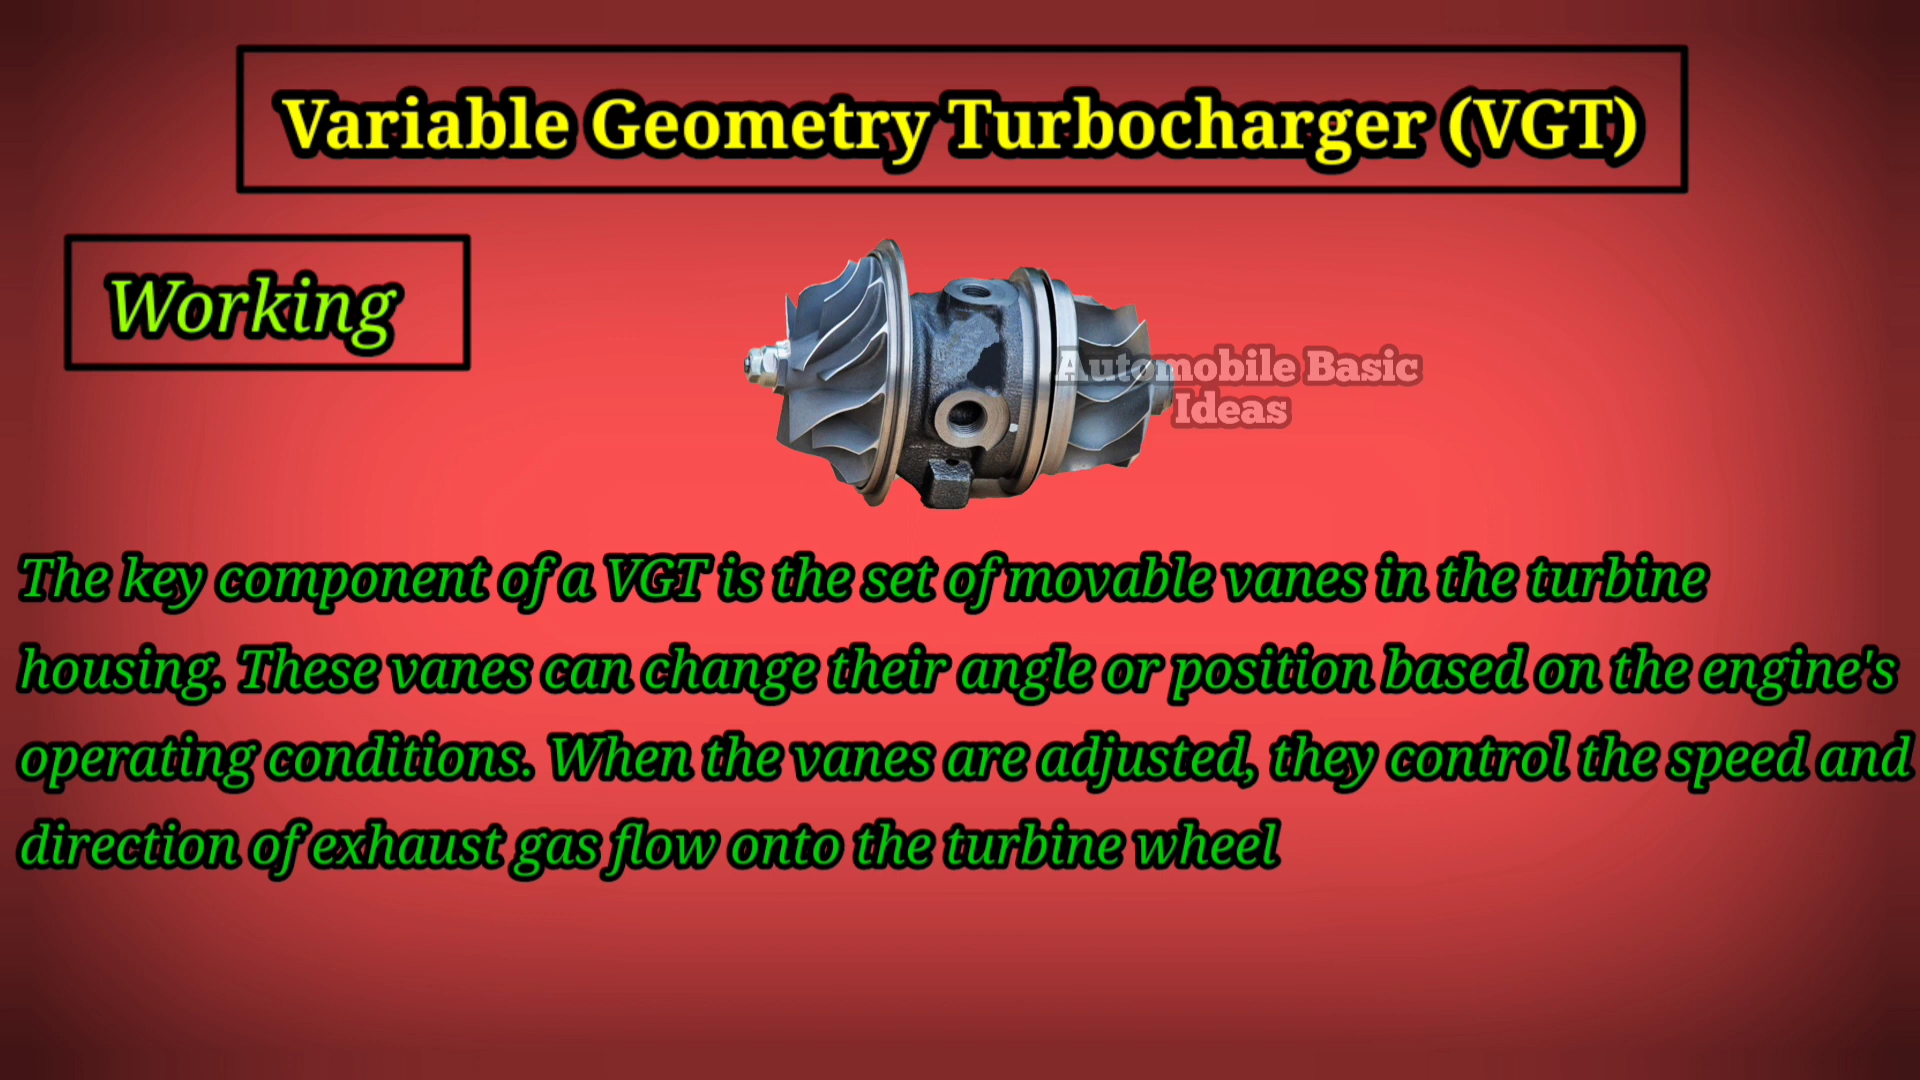 Variable Geometry Turbocharger (VGT)
Working
Automobile Basic
Ideas
The key component of a VGT is the set of movable vanes in the turbine
housing. These vanes can change their angle or position based on the engine's
operating conditions. When the vanes are adjusted, they control the speed and
direction of exhaust gas flow onto the turbine wheel